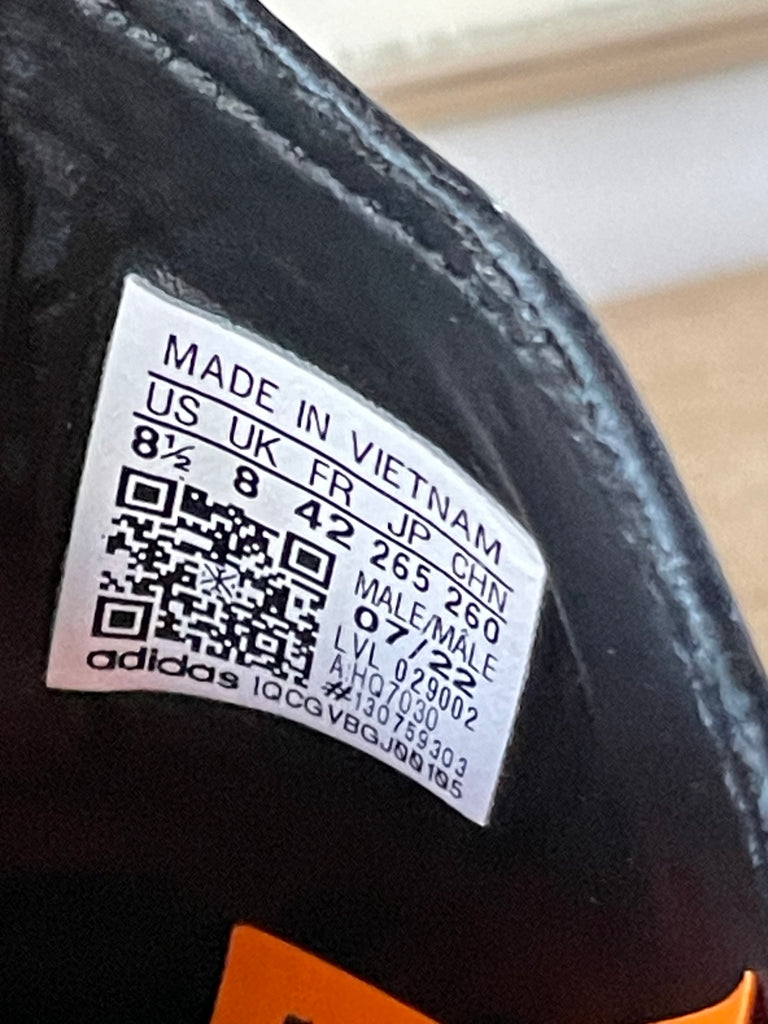 MADE IN VIETNAM
US UK FR JP CHN
8½ 8 42 265 260
MALE/MÂLE
07/22
LVL 029002
A:HQ7030
#130759303
adidas IQCGVBGJ00105